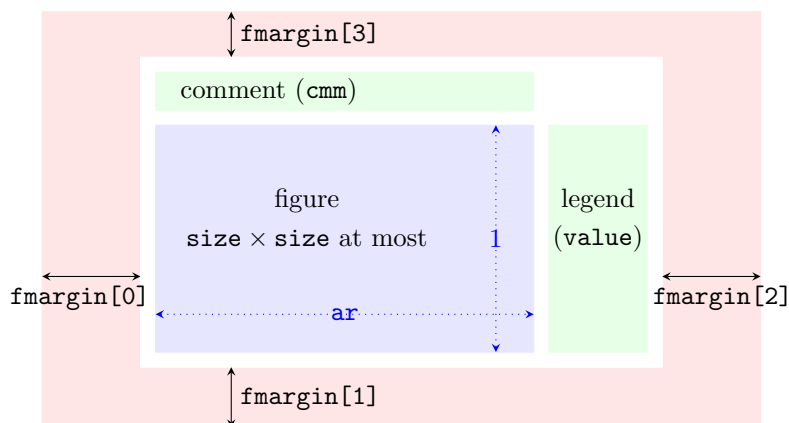 fmargin[3]
comment (cmm)
figure
size × size at most
1
legend
(value)
fmargin[0]
ar
fmargin[2]
fmargin[1]